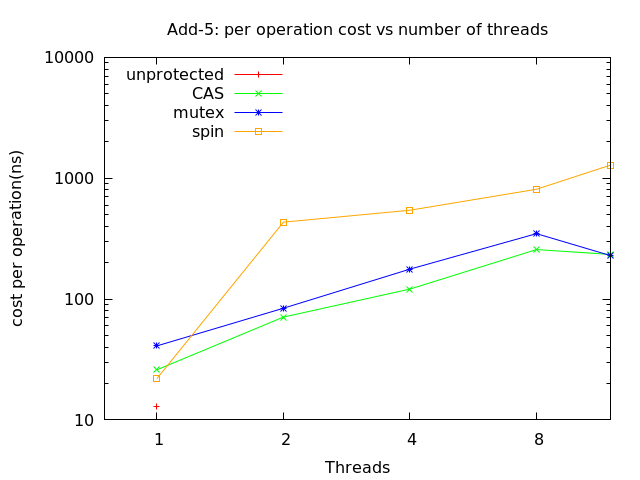 Add-5: per operation cost vs number of threads
10000
1000
100
10
cost per operation(ns)
unprotected
CAS
mutex
spin
1 2 4 8
Threads